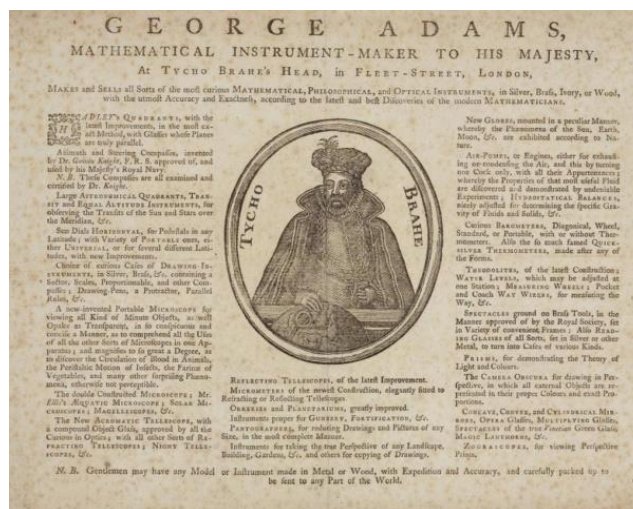 GEORGE ADAMS,
MATHEMATICAL INSTRUMENT-MAKER TO HIS MAJESTY,
At TYCHO BRAHE's HEAD, in FLEET-STREET, LONDON,
MAKES and SELLS all Sorts of the most curious MATHEMATICAL, PHILOSOPHICAL, and OPTICAL INSTRUMENTS, in Silver, Brass, Ivory, or Wood,
with the utmost Accuracy and Exactness, according to the latest and best Discoveries of the modern MATHEMATICIANS.
HADLEY's QUADRANTS, with the
latest Improvements, in the most ex-
act Method, with Glasses whose Planes
are truly parallel.
Azimuth and Steering Compasses, invented
by Dr. Gowin Knight, F. R. S. approved of, and
used by his Majesty's Royal Navy.
N. B. These Compasses are all examined and
certified by Dr. Knight.
Large ASTRONOMICAL QUADRANTS, TRAN-
SIT and EQUAL ALTITUDE INSTRUMENTS, for
observing the Transits of the Sun and Stars over
the Meridian, &c.
Sun Dials HORIZONTAL, for Pedestals in any
Latitude; with Variety of PORTABLE ones, ei-
ther UNIVERSAL, or for several different Lati-
tudes, with new Improvements.
Choice of curious Cases of DRAWING-IN-
STRUMENTS, in Silver, Brass, &c. containing a
Sector, Scales, Proportionable, and other Com-
passes; Drawing-Pens, a Protractor, Parallel
Rules, &c.
A new-invented Portable MICROSCOPE for
viewing all Kind of Minute Objects, as well
Opake as Transparent, in so compleat and
concise a Manner, as to comprehend all the Uses
of all the other Sorts of Microscopes in one Ap-
paratus; and magnifies to so great a Degree, as
to discover the Circulation of Blood in Animals,
the Peristaltic Motion of Insects, the Farinæ of
Vegetables, and many other surprising Phæno-
mena, otherwise not perceptible.
The double Constructed MICROSCOPE; Mr.
Ellis's AQUATIC MICROSCOPE; SOLAR MI-
CROSCOPES; MAGELLESCOPES, &c.
The New ACROMATIC TELESCOPE, with
a compound Object Glass, approved by all the
Curious in Optics; with all other Sorts of RE-
FRACTING TELESCOPES; NIGHT TELE-
SCOPES, &c.
TYCHO BRAHE
REFLECTING TELESCOPES, of the latest Improvement.
MICROMETERS of the newest Construction, elegantly fitted to
Refracting or Reflecting Telescopes.
ORRERIES and PLANETARIUMS, greatly improved.
Instruments proper for GUNNERY, FORTIFICATION, &c.
PANTOGRAPHERS, for reducing Drawings and Pictures of any
Size, in the most complete Manner.
Instruments for taking the true Perspective of any Landscape,
Building, Gardens, &c. and others for copying of Drawings.
New GLOBES, mounted in a peculiar Manner,
whereby the Phænomena of the Sun, Earth,
Moon, &c. are exhibited according to Na-
ture.
AIR-PUMPS, or Engines, either for exhaust-
ing or condensing the Air, and this by turning
one Cock only, with all their Appurtenances;
whereby the Properties of that most useful Fluid
are discovered and demonstrated by undeniable
Experiments; HYDROSTATICAL BALANCES,
nicely adjusted for determining the specific Gra-
vity of Fluids and Solids, &c.
Curious BAROMETERS, Diagonal, Wheel,
Standard, or Portable, with or without Ther-
mometers. Also the so much famed QUICK-
SILVER THERMOMETERS, made after any of
the Forms.
THEODOLITES, of the latest Construction;
WATER LEVELS, which may be adjusted at
one Station; MEASURING WHEELS; Pocket
and Coach WAY WISERS, for measuring the
Way, &c.
SPECTACLES ground on Brass Tools, in the
Manner approved of by the Royal Society, set
in Variety of convenient Frames; Also READ-
ING GLASSES of all Sorts, set in silver or other
Metal, to turn into Cases of various Kinds.
PRISMS, for demonstrating the Theory of
Light and Colours.
The CAMERA OBSCURA for drawing in Per-
spective, in which all external Objects are re-
presented in their proper Colours and exact Pro-
portions.
CONCAVE, CONVEX, and CYLINDRICAL MIR-
RORS, OPERA Glasses, MULTIPLYING GLASSES,
SPECTACLES of the true Venetian Green Glass,
MAGIC LANTHORNS, &c.
ZOGRASCOPES, for viewing Perspective
Prints.
N. B. Gentlemen may have any Model or Instrument made in Metal or Wood, with Expedition and Accuracy, and carefully packed up to
be sent to any Part of the World.